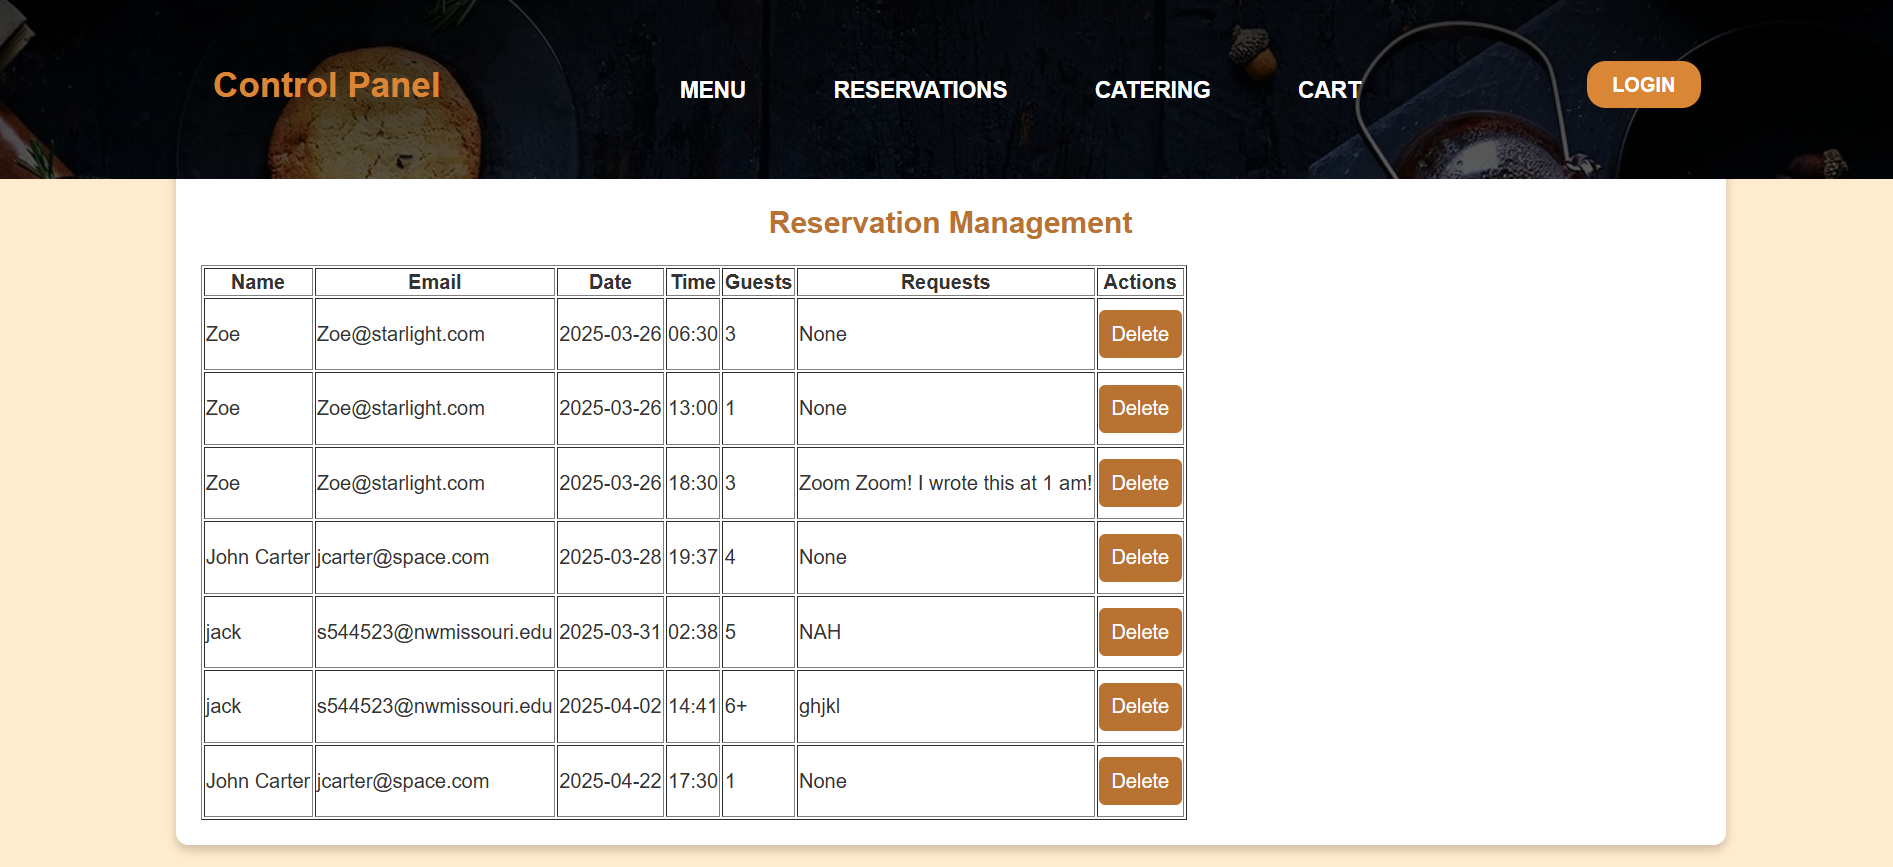 Control Panel MENU RESERVATIONS CATERING CART LOGIN
Reservation Management
Name Email Date Time Guests Requests Actions
Zoe Zoe@starlight.com 2025-03-26 06:30 3 None Delete
Zoe Zoe@starlight.com 2025-03-26 13:00 1 None Delete
Zoe Zoe@starlight.com 2025-03-26 18:30 3 Zoom Zoom! I wrote this at 1 am! Delete
John Carter jcarter@space.com 2025-03-28 19:37 4 None Delete
jack s544523@nwmissouri.edu 2025-03-31 02:38 5 NAH Delete
jack s544523@nwmissouri.edu 2025-04-02 14:41 6+ ghjkl Delete
John Carter jcarter@space.com 2025-04-22 17:30 1 None Delete